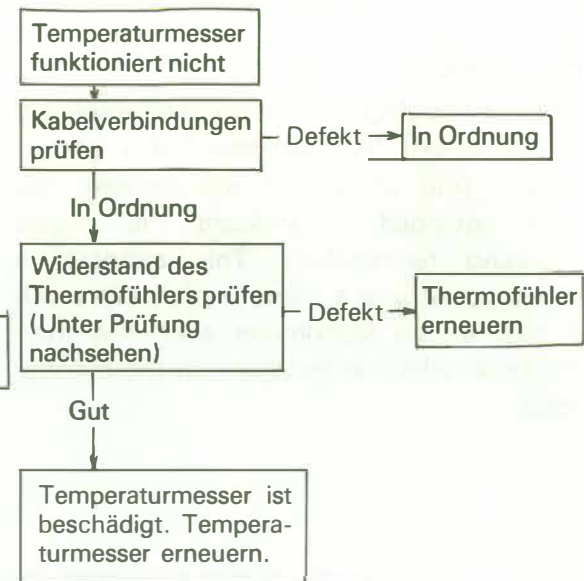 Temperaturmesser
funktioniert nicht
Kabelverbindungen
prüfen
Defekt
In Ordnung
In Ordnung
Widerstand des
Thermofühlers prüfen
(Unter Prüfung
nachsehen)
Defekt
Thermofühler
erneuern
Gut
Temperaturmesser ist
beschädigt. Tempera-
turmesser erneuern.